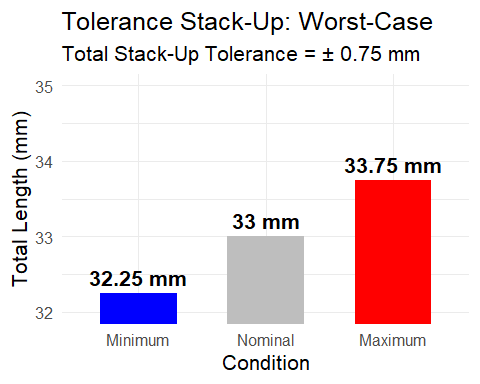 Tolerance Stack-Up: Worst-Case
Total Stack-Up Tolerance = ± 0.75 mm
Total Length (mm)
35
34
33
32
33.75 mm
33 mm
32.25 mm
Minimum
Nominal
Maximum
Condition